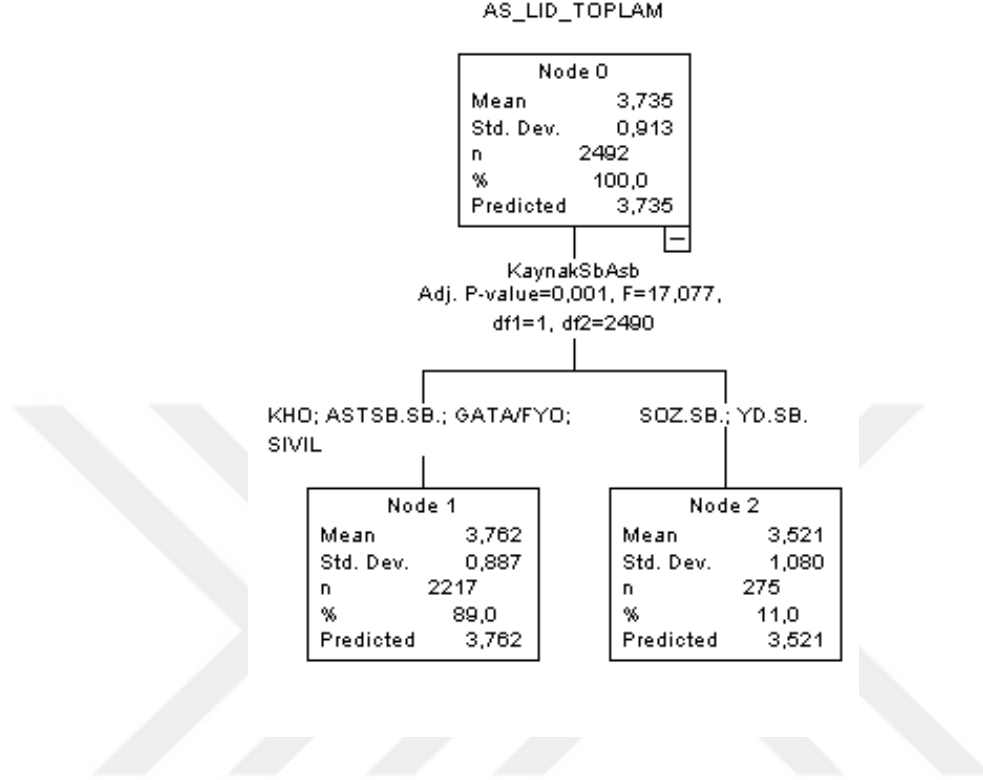 AS_LID_TOPLAM
Node 0
Mean 3,735
Std. Dev. 0,913
n 2492
% 100,0
Predicted 3,735
KaynakSbAsb
Adj. P-value=0,001, F=17,077,
df1=1, df2=2490
KHO; ASTSB.SB.; GATA/FYO;
SIVIL
SOZ.SB.; YD.SB.
Node 1
Mean 3,762
Std. Dev. 0,887
n 2217
% 89,0
Predicted 3,762
Node 2
Mean 3,521
Std. Dev. 1,080
n 275
% 11,0
Predicted 3,521